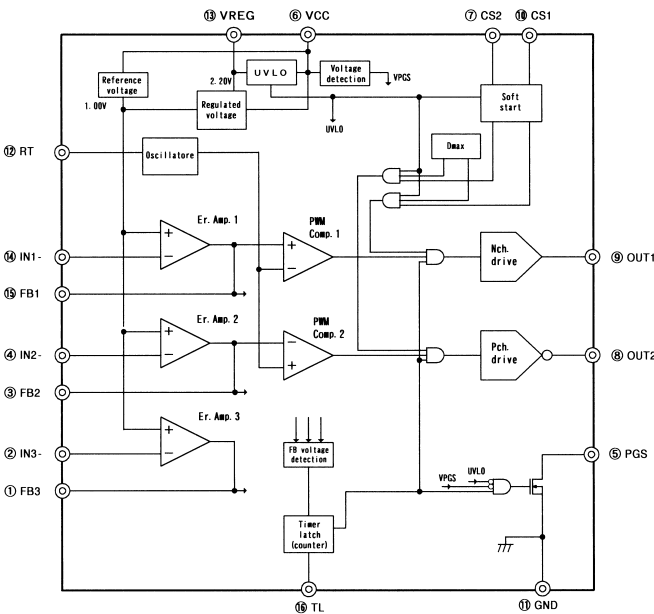 ⑬ VREG
⑥ VCC
⑦ CS2
⑩ CS1
Reference
voltage
1.00V
2.20V
UVLO
Voltage
detection
VPGS
Regulated
voltage
UVLO
Soft
start
⑫ RT
Oscillatore
Dmax
Er. Amp. 1
PWM
Comp. 1
⑭ IN1-
+
−
+
−
Nch.
drive
⑨ OUT1
⑮ FB1
Er. Amp. 2
PWM
Comp. 2
④ IN2-
+
−
−
+
Pch.
drive
⑧ OUT2
③ FB2
Er. Amp. 3
② IN3-
+
−
FB voltage
detection
⑤ PGS
① FB3
VPGS
UVLO
Timer
latch
(counter)
⑯ TL
⑪ GND